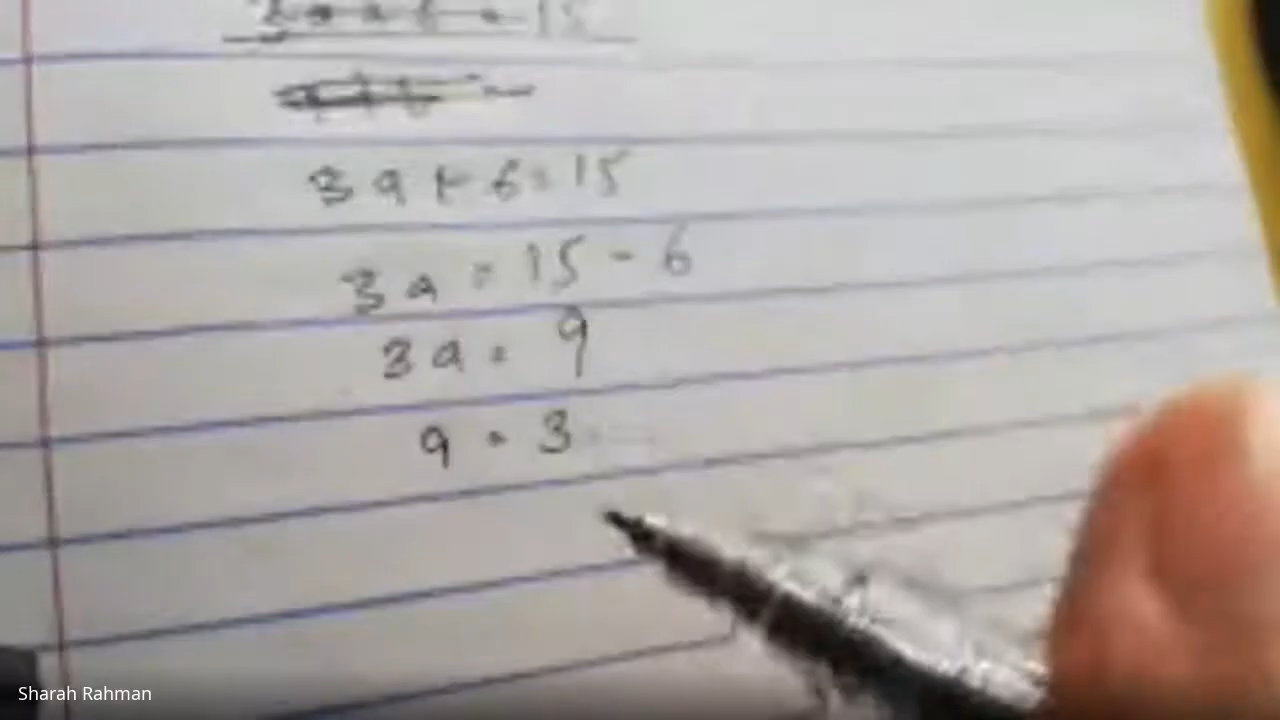 3a + 6 = 15
3a = 15 - 6
3a = 9
a = 3
Sharah Rahman